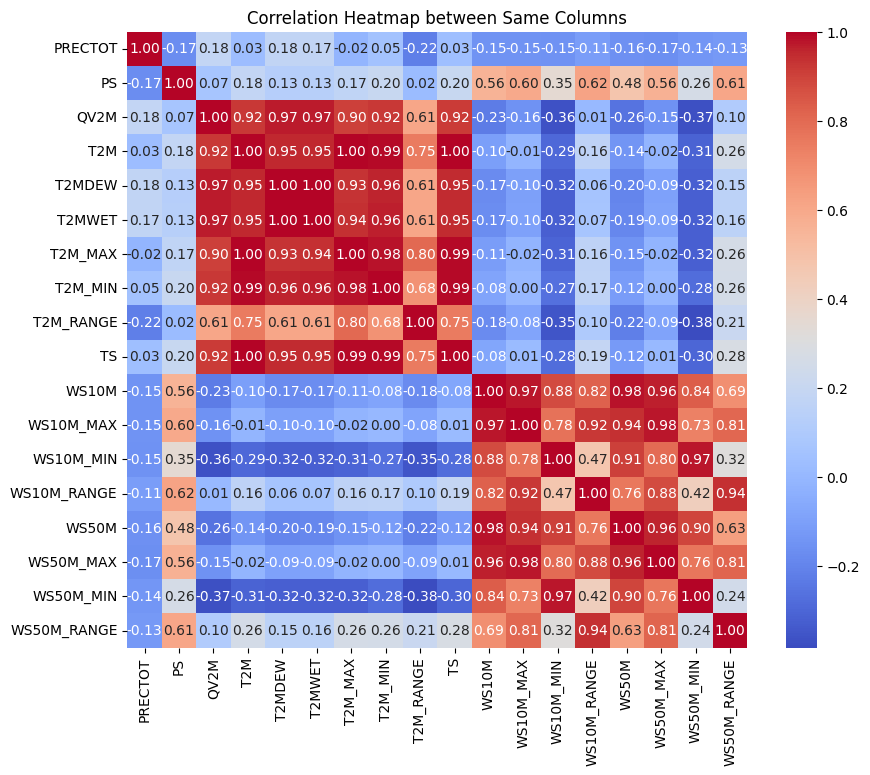 Correlation Heatmap between Same Columns
PRECTOT 1.00 -0.17 0.18 0.03 0.18 0.17 -0.02 0.05 -0.22 0.03 -0.15 -0.15 -0.15 -0.11 -0.16 -0.17 -0.14 -0.13
PS -0.17 1.00 0.07 0.18 0.13 0.13 0.17 0.20 0.02 0.20 0.56 0.60 0.35 0.62 0.48 0.56 0.26 0.61
QV2M 0.18 0.07 1.00 0.92 0.97 0.97 0.90 0.92 0.61 0.92 -0.23 -0.16 -0.36 0.01 -0.26 -0.15 -0.37 0.10
T2M 0.03 0.18 0.92 1.00 0.95 0.95 1.00 0.99 0.75 1.00 -0.10 -0.01 -0.29 0.16 -0.14 -0.02 -0.31 0.26
T2MDEW 0.18 0.13 0.97 0.95 1.00 1.00 0.93 0.96 0.61 0.95 -0.17 -0.10 -0.32 0.06 -0.20 -0.09 -0.32 0.15
T2MWET 0.17 0.13 0.97 0.95 1.00 1.00 0.94 0.96 0.61 0.95 -0.17 -0.10 -0.32 0.07 -0.19 -0.09 -0.32 0.16
T2M_MAX -0.02 0.17 0.90 1.00 0.93 0.94 1.00 0.98 0.80 0.99 -0.11 -0.02 -0.31 0.16 -0.15 -0.02 -0.32 0.26
T2M_MIN 0.05 0.20 0.92 0.99 0.96 0.96 0.98 1.00 0.68 0.99 -0.08 0.00 -0.27 0.17 -0.12 0.00 -0.28 0.26
T2M_RANGE -0.22 0.02 0.61 0.75 0.61 0.61 0.80 0.68 1.00 0.75 -0.18 -0.08 -0.35 0.10 -0.22 -0.09 -0.38 0.21
TS 0.03 0.20 0.92 1.00 0.95 0.95 0.99 0.99 0.75 1.00 -0.08 0.01 -0.28 0.19 -0.12 0.01 -0.30 0.28
WS10M -0.15 0.56 -0.23 -0.10 -0.17 -0.17 -0.11 -0.08 -0.18 -0.08 1.00 0.97 0.88 0.82 0.98 0.96 0.84 0.69
WS10M_MAX -0.15 0.60 -0.16 -0.01 -0.10 -0.10 -0.02 0.00 -0.08 0.01 0.97 1.00 0.78 0.92 0.94 0.98 0.73 0.81
WS10M_MIN -0.15 0.35 -0.36 -0.29 -0.32 -0.32 -0.31 -0.27 -0.35 -0.28 0.88 0.78 1.00 0.47 0.91 0.80 0.97 0.32
WS10M_RANGE -0.11 0.62 0.01 0.16 0.06 0.07 0.16 0.17 0.10 0.19 0.82 0.92 0.47 1.00 0.76 0.88 0.42 0.94
WS50M -0.16 0.48 -0.26 -0.14 -0.20 -0.19 -0.15 -0.12 -0.22 -0.12 0.98 0.94 0.91 0.76 1.00 0.96 0.90 0.63
WS50M_MAX -0.17 0.56 -0.15 -0.02 -0.09 -0.09 -0.02 0.00 -0.09 0.01 0.96 0.98 0.80 0.88 0.96 1.00 0.76 0.81
WS50M_MIN -0.14 0.26 -0.37 -0.31 -0.32 -0.32 -0.32 -0.28 -0.38 -0.30 0.84 0.73 0.97 0.42 0.90 0.76 1.00 0.24
WS50M_RANGE -0.13 0.61 0.10 0.26 0.15 0.16 0.26 0.26 0.21 0.28 0.69 0.81 0.32 0.94 0.63 0.81 0.24 1.00
PRECTOT PS QV2M T2M T2MDEW T2MWET T2M_MAX T2M_MIN T2M_RANGE TS WS10M WS10M_MAX WS10M_MIN WS10M_RANGE WS50M WS50M_MAX WS50M_MIN WS50M_RANGE
1.0
0.8
0.6
0.4
0.2
0.0
−0.2